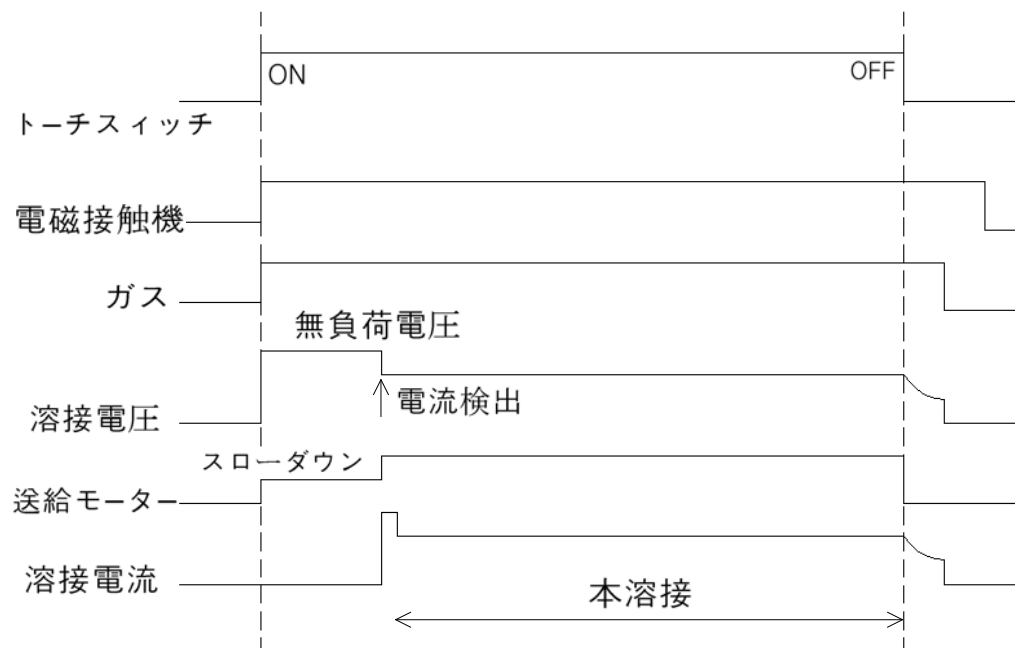 ON
OFF
トーチスィッチ
電磁接触機
ガス
無負荷電圧
電流検出
溶接電圧
スローダウン
送給モーター
溶接電流
本溶接